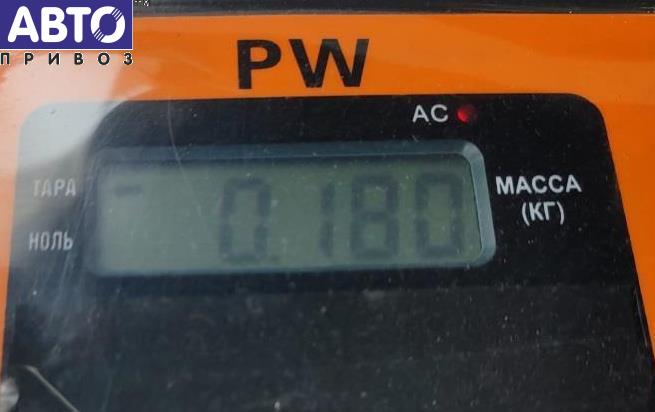 АВТО
ПРИВОЗ
PW
AC
ТАРА
НОЛЬ
0.180
МАССА
(КГ)